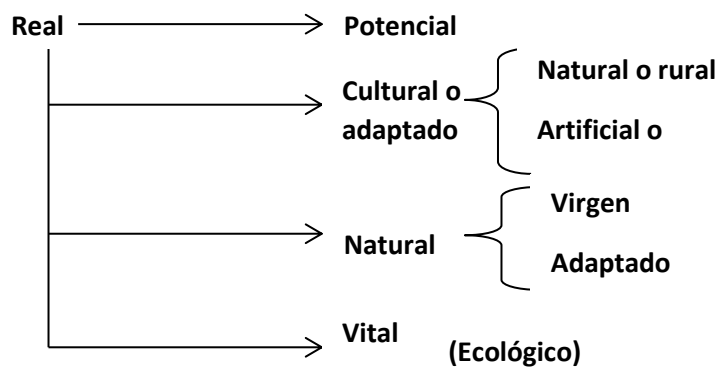 Real
Potencial
Cultural o
adaptado
Natural o rural
Artificial o
Natural
Virgen
Adaptado
Vital
(Ecológico)